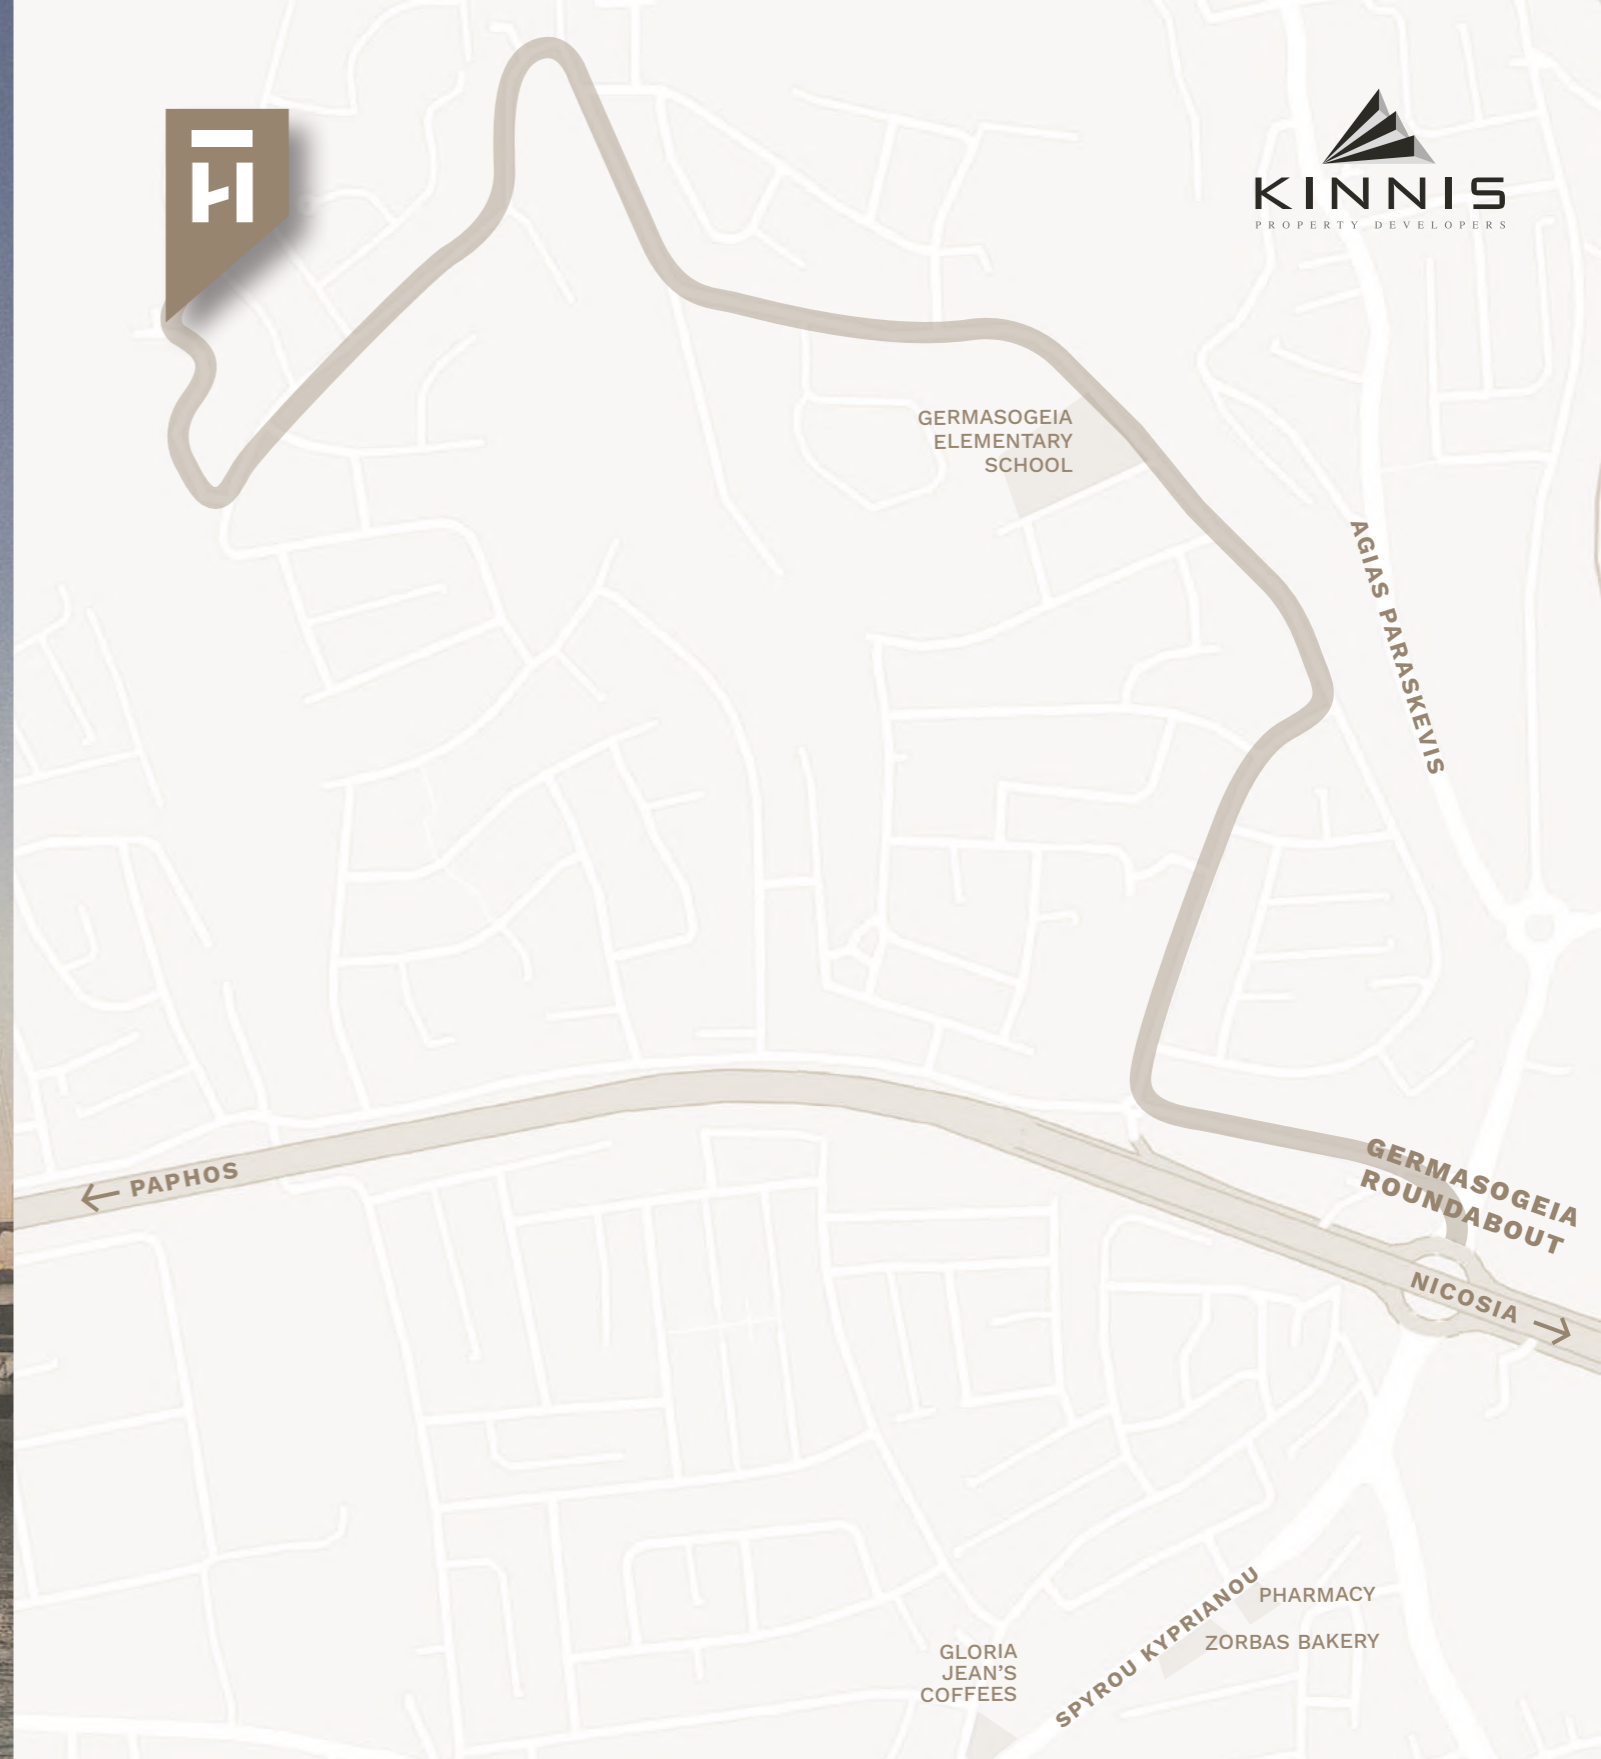 H
KINNIS
PROPERTY DEVELOPERS
GERMASOGEIA
ELEMENTARY
SCHOOL
AGIAS PARASKEVIS
GERMASOGEIA
ROUNDABOUT
← PAPHOS
NICOSIA →
SPYROU KYPRIANOU
PHARMACY
ZORBAS BAKERY
GLORIA
JEAN'S
COFFEES